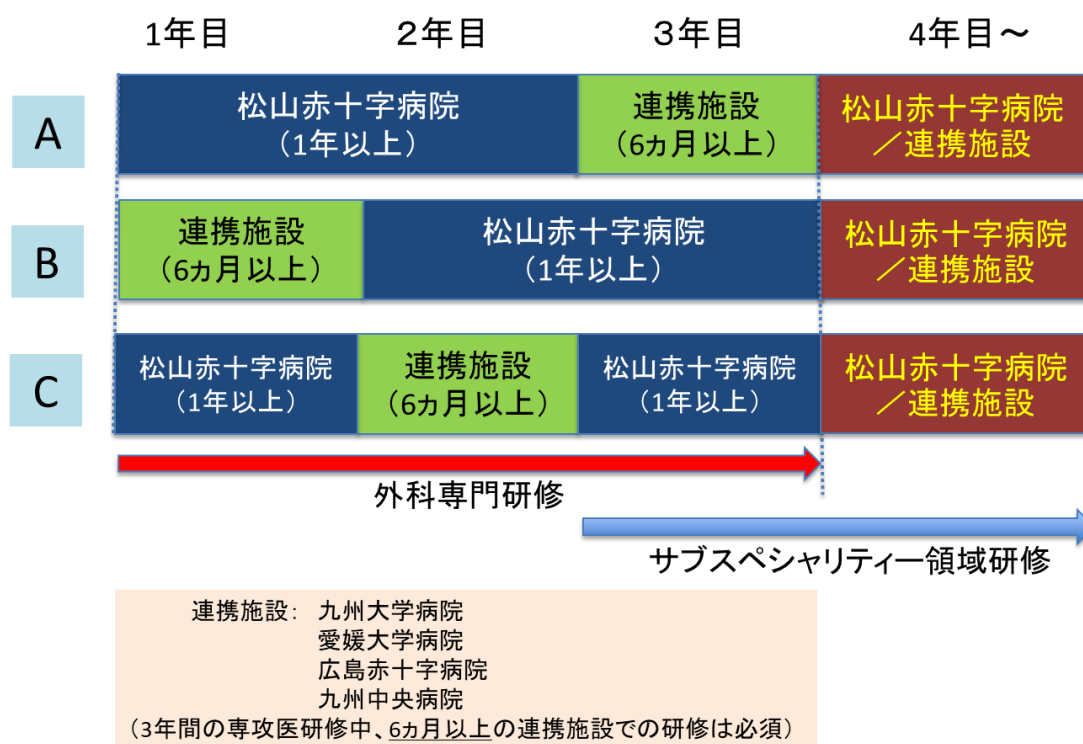 1年目 2年目 3年目 4年目~
A
松山赤十字病院
(1年以上)
連携施設
(6ヵ月以上)
松山赤十字病院
/連携施設
B
連携施設
(6ヵ月以上)
松山赤十字病院
(1年以上)
松山赤十字病院
/連携施設
C
松山赤十字病院
(1年以上)
連携施設
(6ヵ月以上)
松山赤十字病院
(1年以上)
松山赤十字病院
/連携施設
外科専門研修
サブスペシャリティー領域研修
連携施設: 九州大学病院
愛媛大学病院
広島赤十字病院
九州中央病院
(3年間の専攻医研修中、6ヵ月以上の連携施設での研修は必須)